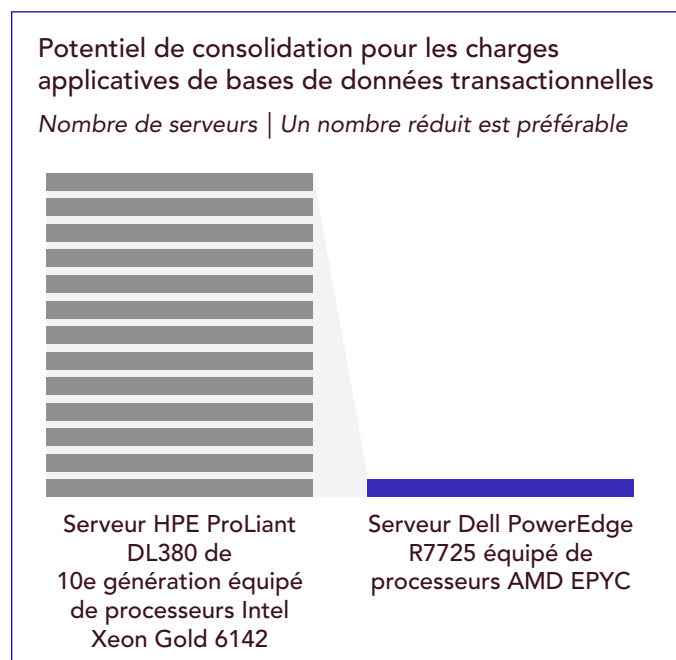 Potentiel de consolidation pour les charges
applicatives de bases de données transactionnelles
Nombre de serveurs | Un nombre réduit est préférable
Serveur HPE ProLiant
DL380 de
10e génération équipé
de processeurs Intel
Xeon Gold 6142
Serveur Dell PowerEdge
R7725 équipé de
processeurs AMD EPYC